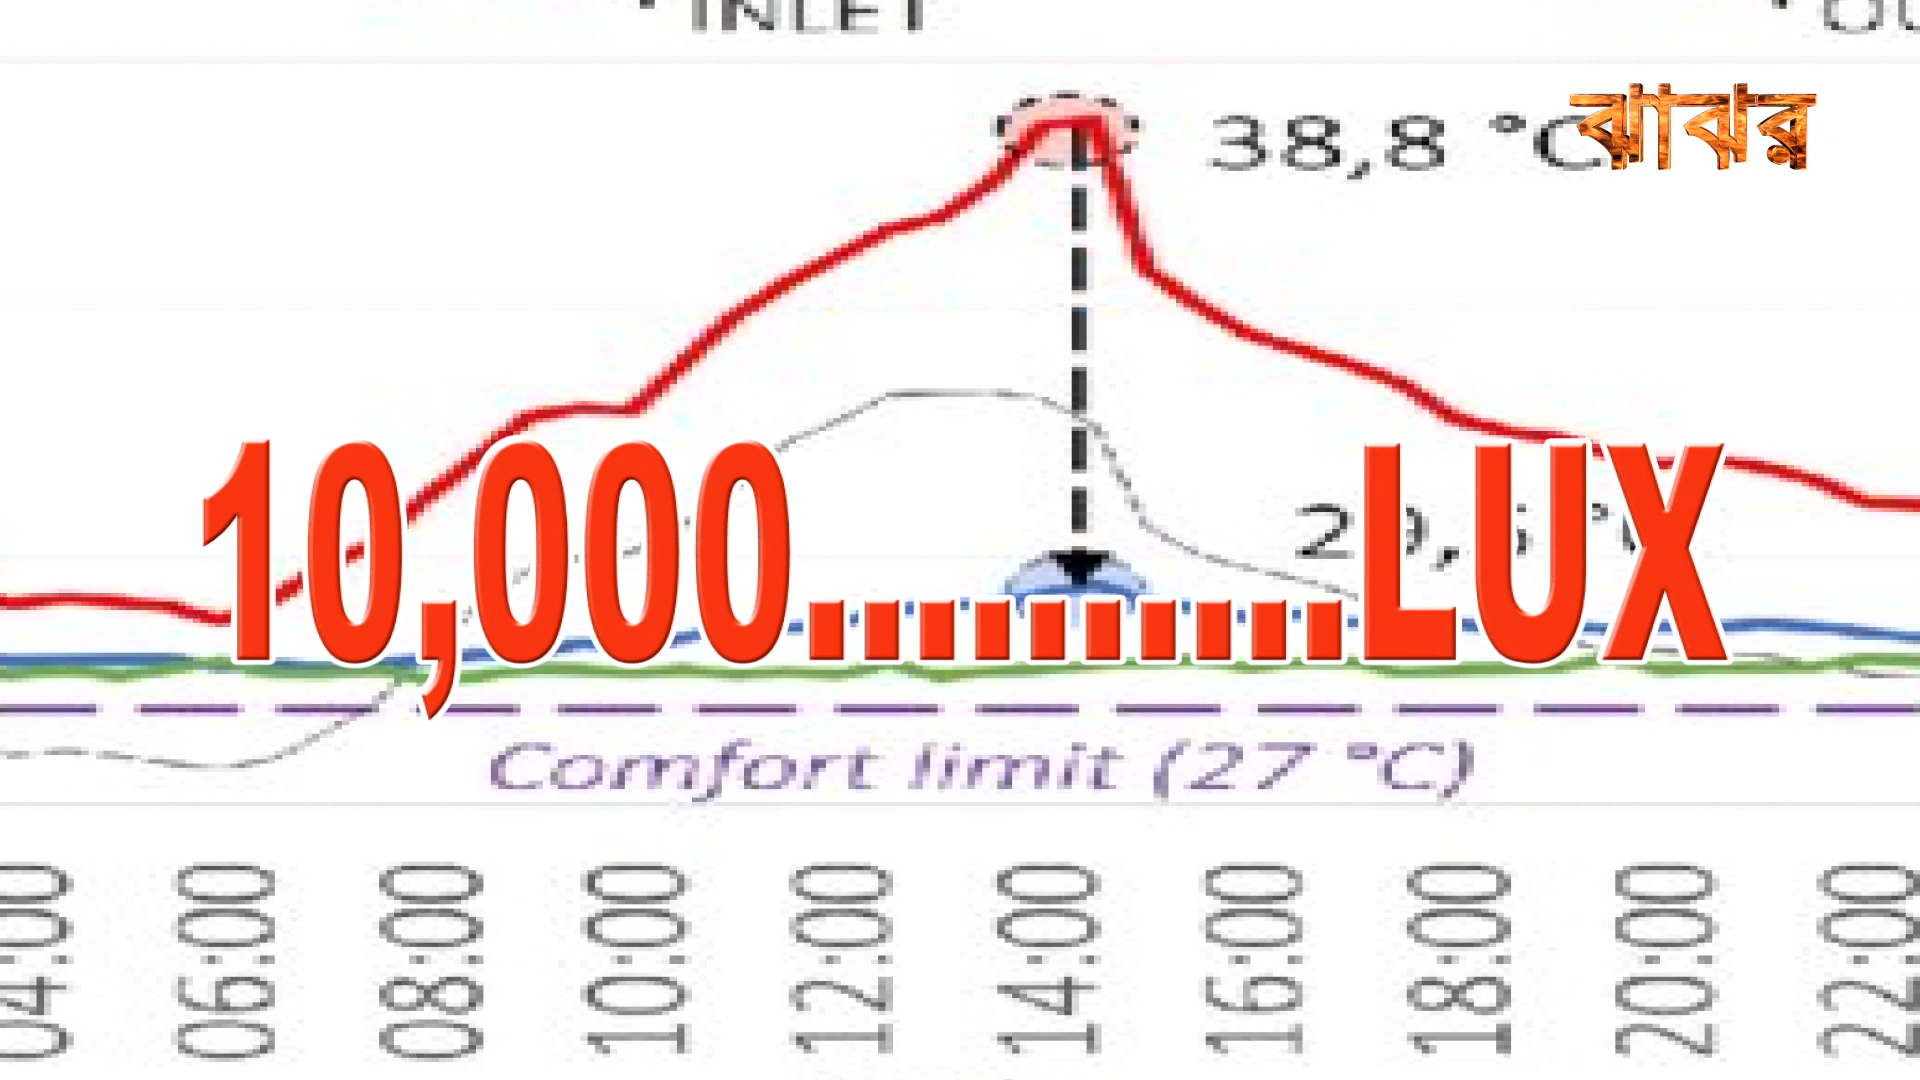 INLET
38,8 °C
ঝাঝর
10,000..........LUX
Comfort limit (27 °C)
04:00 06:00 08:00 10:00 12:00 14:00 16:00 18:00 20:00 22:00